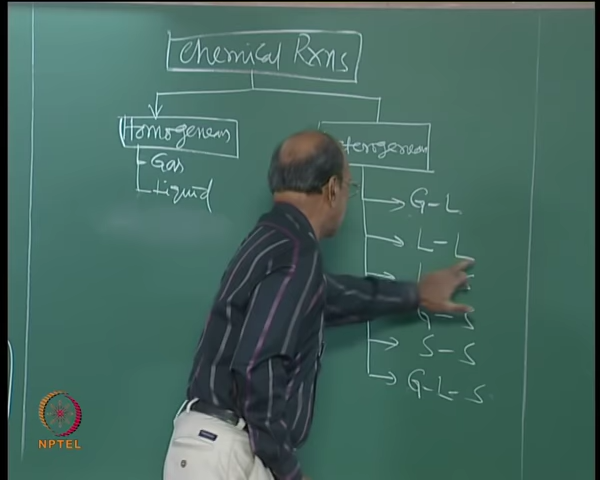 Chemical Rxns
Homogeneous
Gas
Liquid
G-L
L-L
S-S
G-L-S
NPTEL